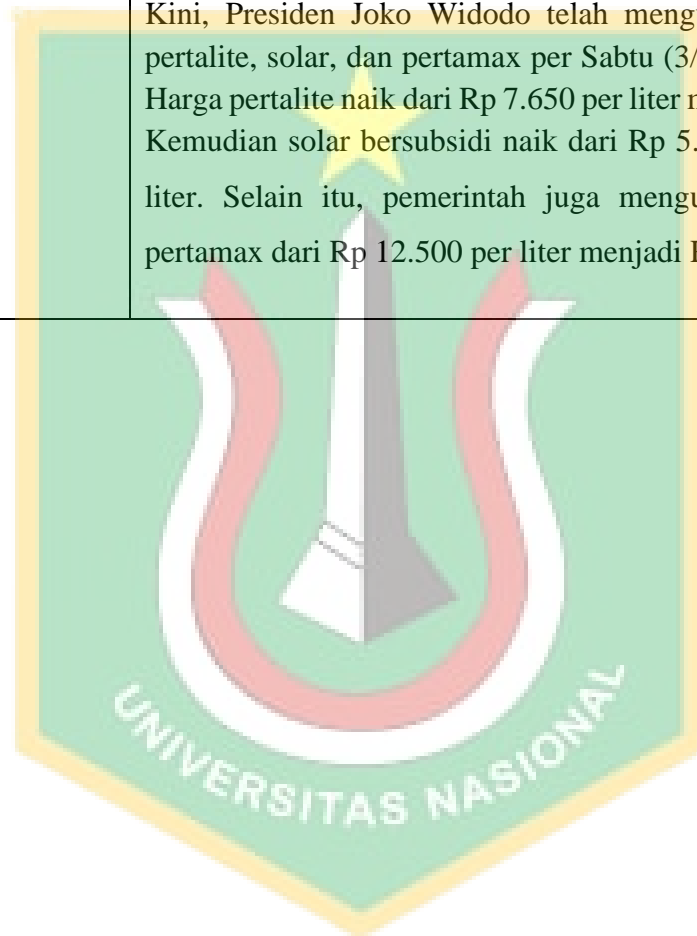 Kini, Presiden Joko Widodo telah meng
pertalite, solar, dan pertamax per Sabtu (3/
Harga pertalite naik dari Rp 7.650 per liter
Kemudian solar bersubsidi naik dari Rp 5.
liter. Selain itu, pemerintah juga mengu
pertamax dari Rp 12.500 per liter menjadi
UNIVERSITAS NASIONAL